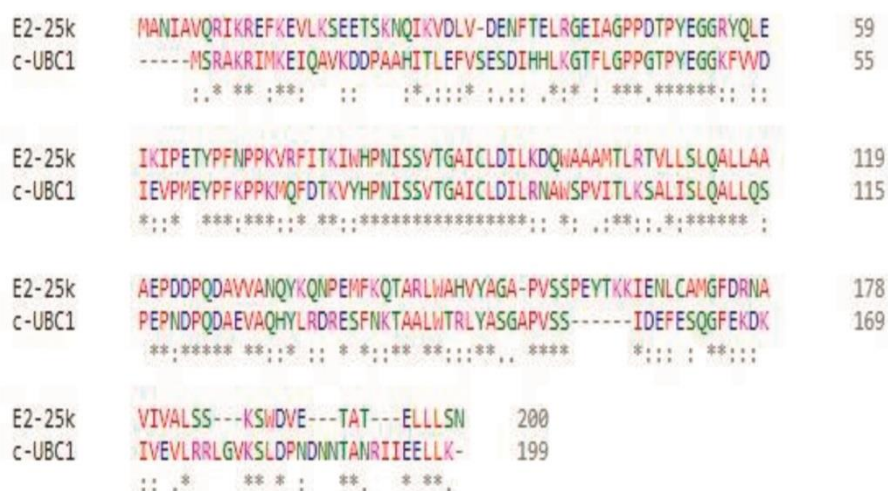 E2-25k MANIAVQRIKREFKEVLKSEETSKNQIKVDLV-DENFTELRGEIAGPPDTPYEGGRYQLE 59
c-UBC1 -----MSRAKRIMKEIQAVKDDPAAHITLEFVSESDIHHLKGTFLGPPGTPYEGGKFVVD 55
:.* ** :**: :: :*.:::* :.:: .*:* : ***.******:: ::
E2-25k IKIPETYPFNPPKVRFITKIWHPNISSVTGAICLDILKDQWAAAMTLRTVLLSLQALLAA 119
c-UBC1 IEVPMEYPFKPPKMQFDTKVYHPNISSVTGAICLDILRNAWSPVITLKSALISLQALLQS 115
*::* ***:***::* **::****************:: *: .:**::.*:****** :
E2-25k AEPDDPQDAVVANQYKQNPEMFKQTARLWAHVYAGA-PVSSPEYTKKIENLCAMGFDRNA 178
c-UBC1 PEPNDPQDAEVAQHYLRDRESFNKTAALWTRLYASGAPVSS------IDEFESQGFEKDK 169
**:***** **::* :: * *::** **:::**.. **** *::: : **:::
E2-25k VIVALSS---KSWDVE---TAT---ELLLSN 200
c-UBC1 IVEVLRRLGVKSLDPNDNNTANRIIEELLK- 199
:: .* ** * : **. * **.